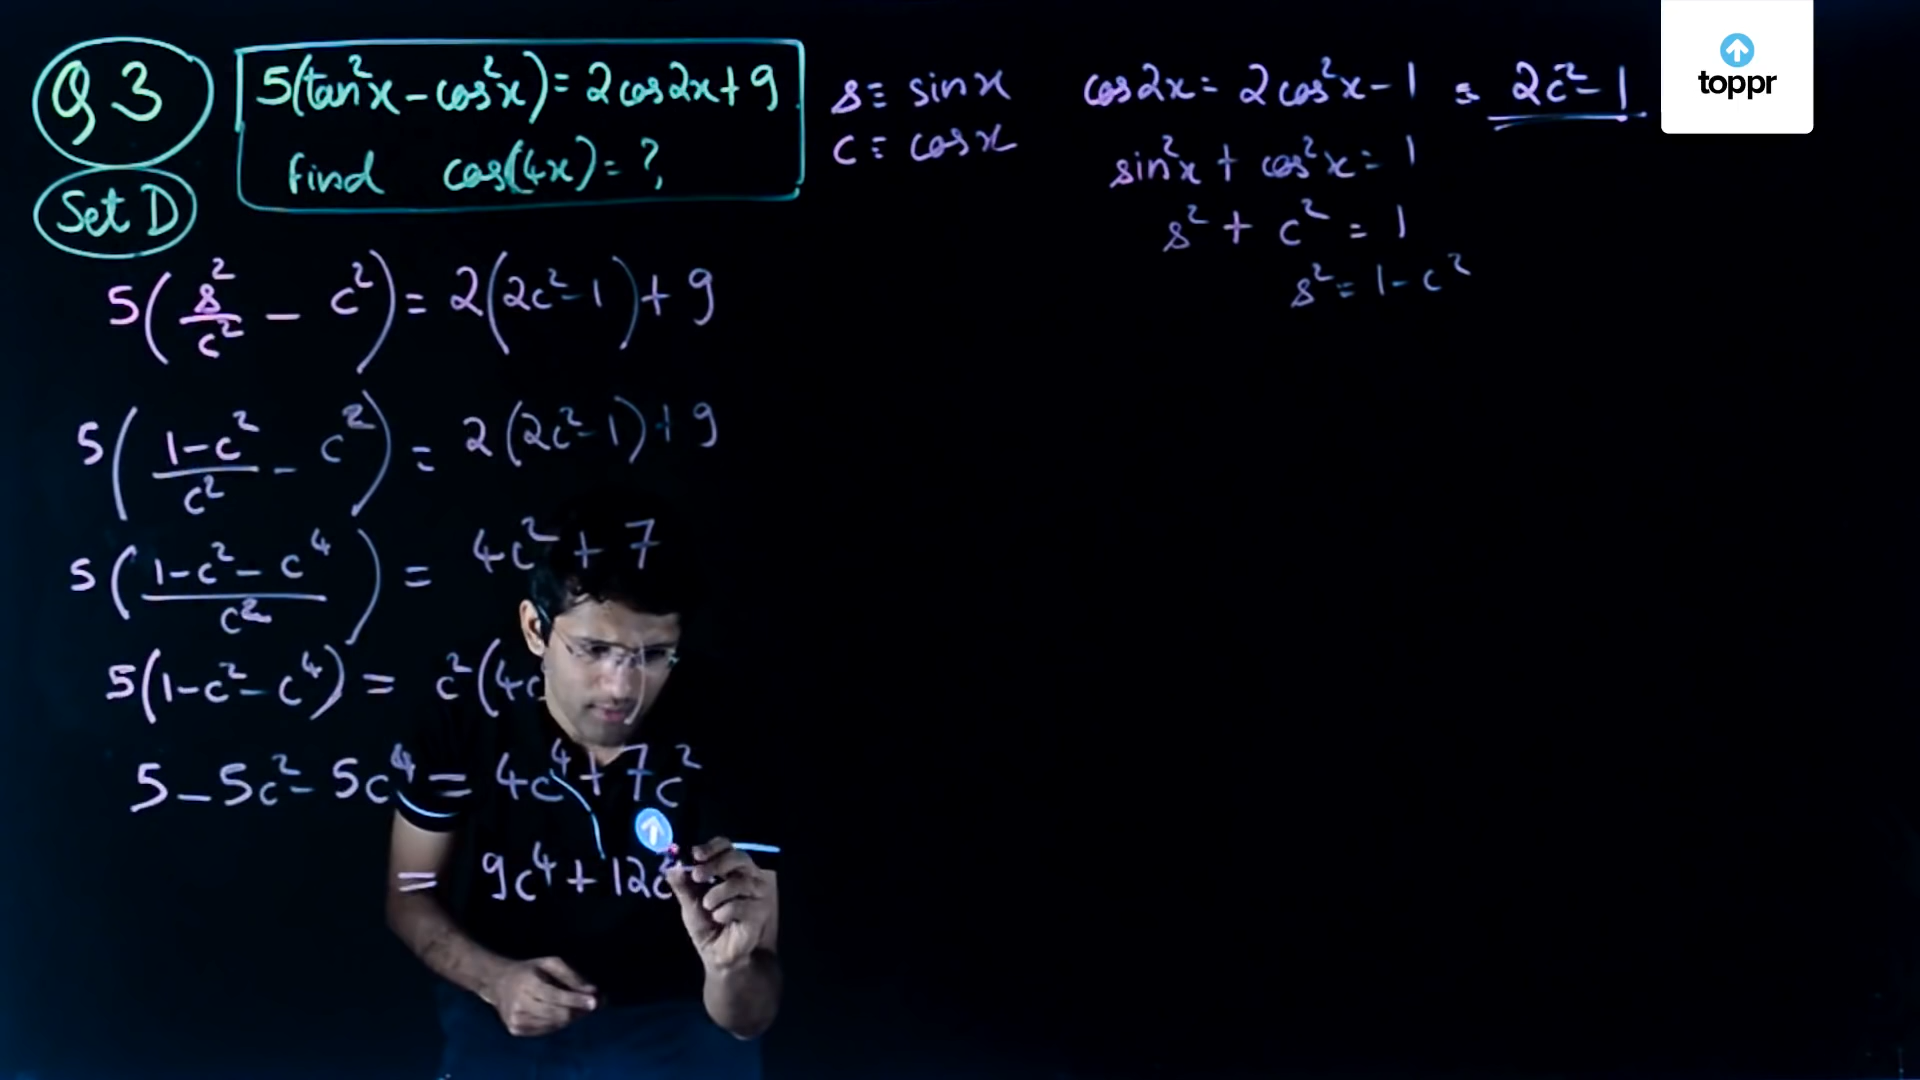 Q 3
Set D
5(tan²x – cos²x) = 2cos2x + 9
find cos(4x) = ?
s ≡ sinx
c ≡ cosx
cos2x = 2cos²x – 1 = 2c² – 1
sin²x + cos²x = 1
s² + c² = 1
s² = 1 – c²
toppr
5(s²/c² – c²) = 2(2c² – 1) + 9
5((1 – c²)/c² – c²) = 2(2c² – 1) + 9
5((1 – c² – c⁴)/c²) = 4c² + 7
5(1 – c² – c⁴) = c²(4c
5 – 5c² – 5c⁴ = 4c⁴ + 7c²
= 9c⁴ + 12c